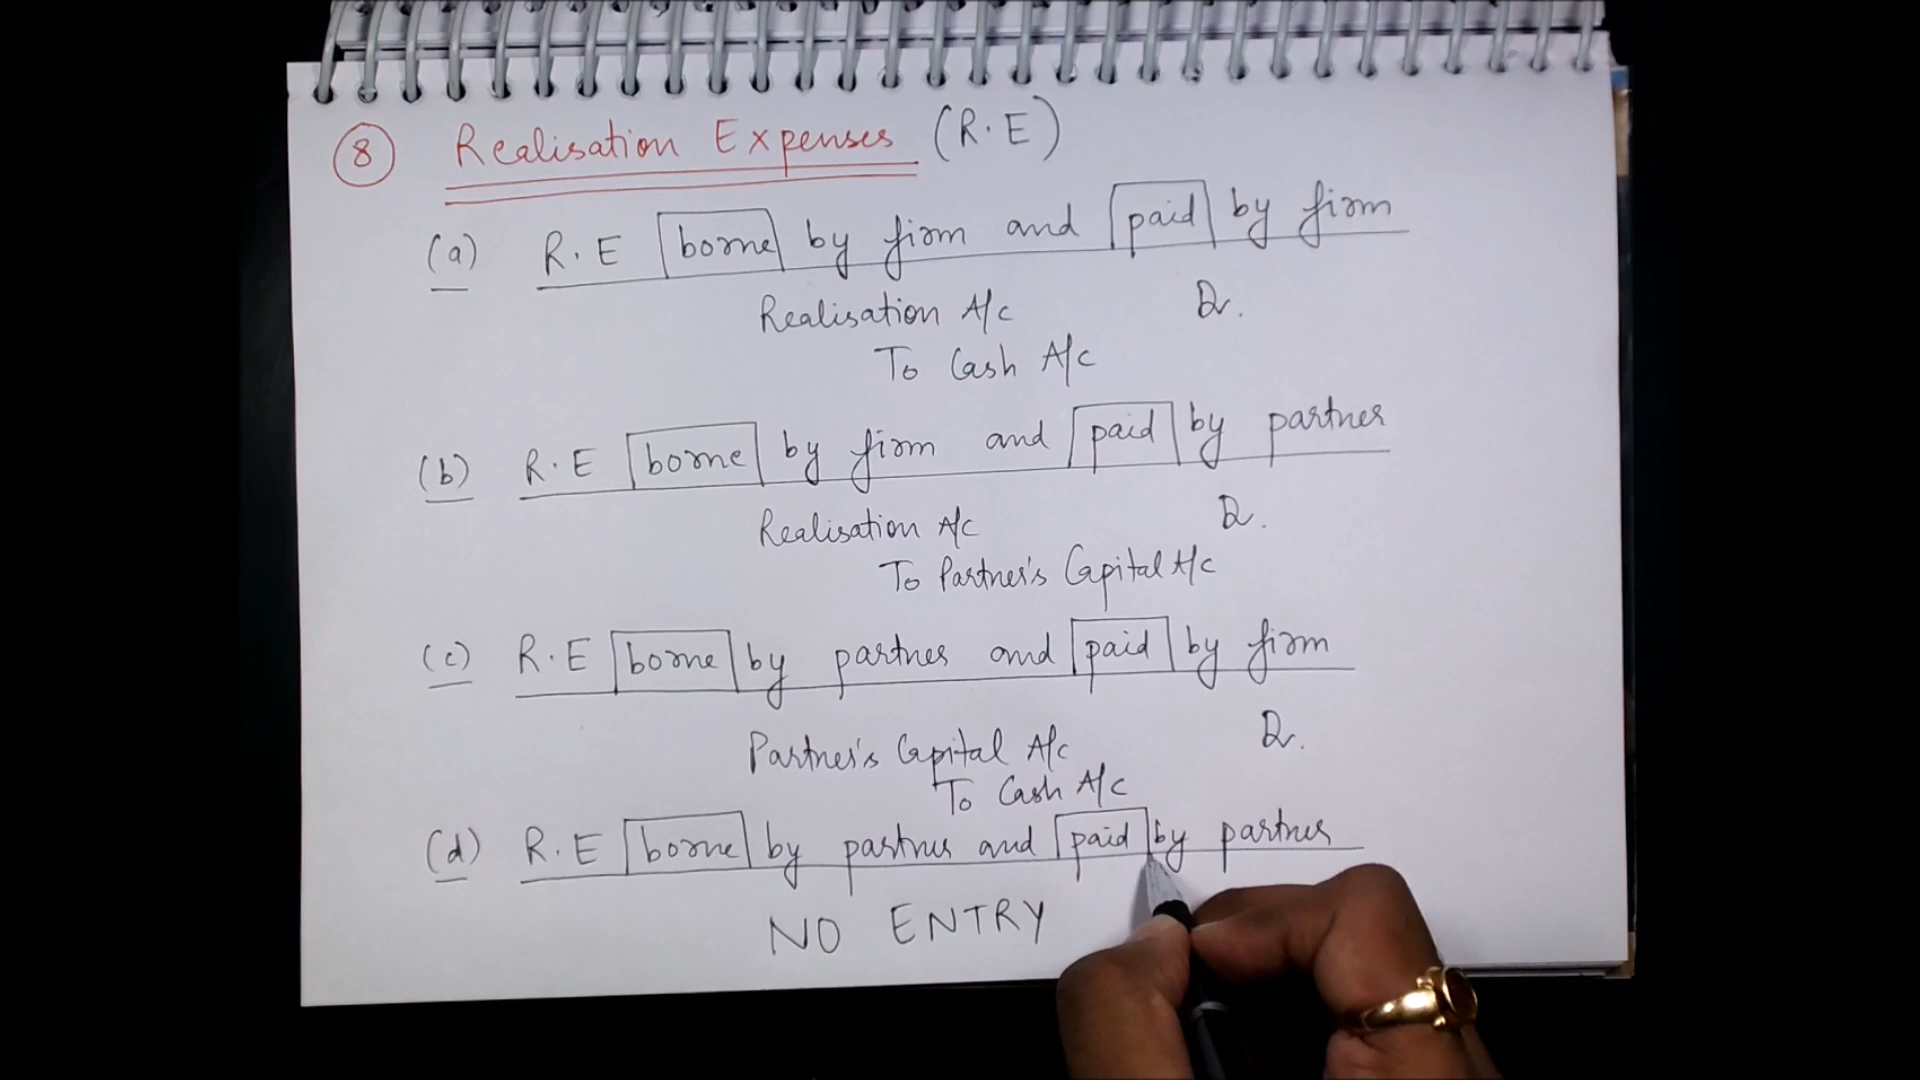 8 Realisation Expenses (R.E)
(a) R.E borne by firm and paid by firm
Realisation A/c Dr.
To Cash A/c
(b) R.E borne by firm and paid by partner
Realisation A/c Dr.
To Partner's Capital A/c
(c) R.E borne by partner and paid by firm
Partner's Capital A/c Dr.
To Cash A/c
(d) R.E borne by partner and paid by partner
NO ENTRY